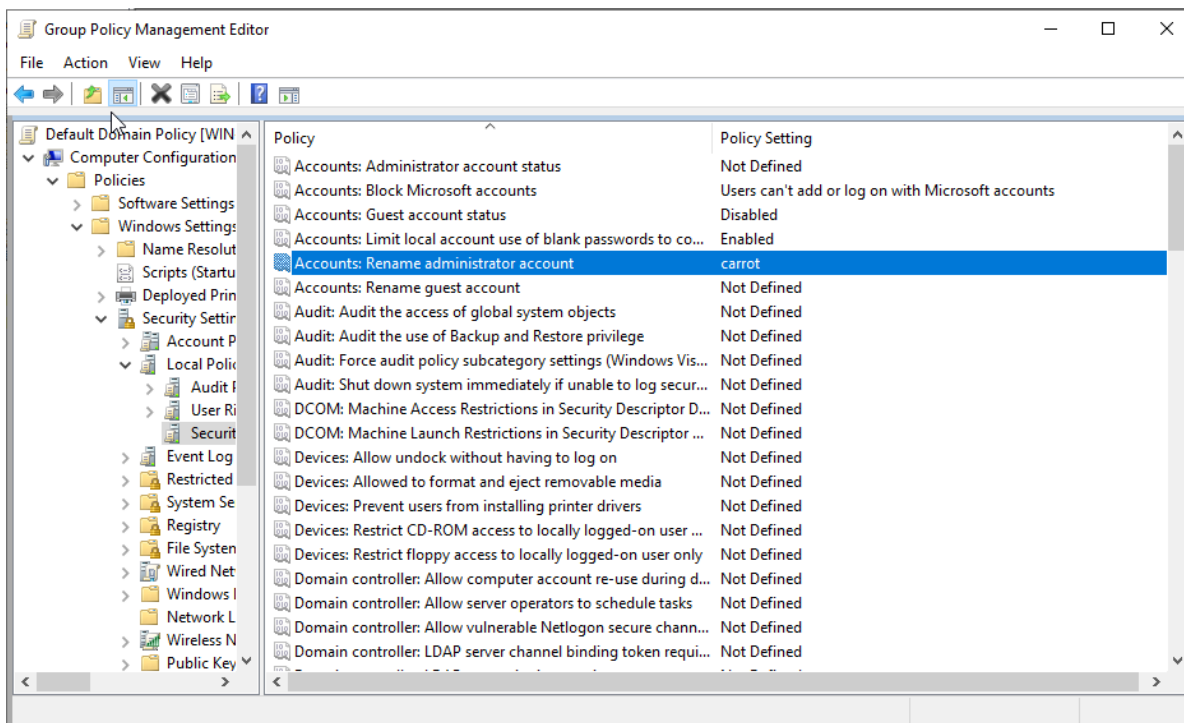 Group Policy Management Editor
File Action View Help
Default Domain Policy [WIN
Computer Configuration
Policies
Software Settings
Windows Settings
Name Resolut
Scripts (Startu
Deployed Prin
Security Settin
Account P
Local Polic
Audit P
User Ri
Securit
Event Log
Restricted
System Se
Registry
File System
Wired Net
Windows
Network L
Wireless N
Public Key
Policy Policy Setting
Accounts: Administrator account status Not Defined
Accounts: Block Microsoft accounts Users can't add or log on with Microsoft accounts
Accounts: Guest account status Disabled
Accounts: Limit local account use of blank passwords to co... Enabled
Accounts: Rename administrator account carrot
Accounts: Rename guest account Not Defined
Audit: Audit the access of global system objects Not Defined
Audit: Audit the use of Backup and Restore privilege Not Defined
Audit: Force audit policy subcategory settings (Windows Vis... Not Defined
Audit: Shut down system immediately if unable to log secur... Not Defined
DCOM: Machine Access Restrictions in Security Descriptor D... Not Defined
DCOM: Machine Launch Restrictions in Security Descriptor ... Not Defined
Devices: Allow undock without having to log on Not Defined
Devices: Allowed to format and eject removable media Not Defined
Devices: Prevent users from installing printer drivers Not Defined
Devices: Restrict CD-ROM access to locally logged-on user ... Not Defined
Devices: Restrict floppy access to locally logged-on user only Not Defined
Domain controller: Allow computer account re-use during d... Not Defined
Domain controller: Allow server operators to schedule tasks Not Defined
Domain controller: Allow vulnerable Netlogon secure chann... Not Defined
Domain controller: LDAP server channel binding token requi... Not Defined